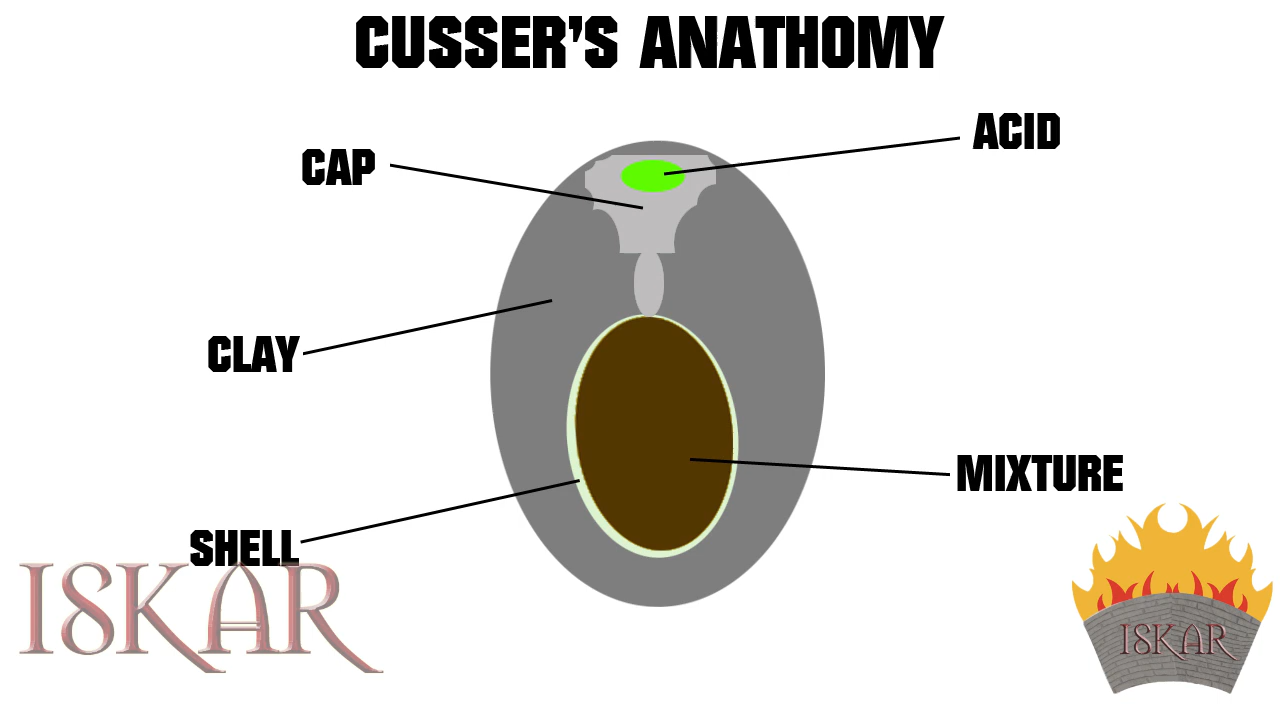 CUSSER'S ANATHOMY
ACID
CAP
CLAY
MIXTURE
SHELL
ISKAR
ISKAR